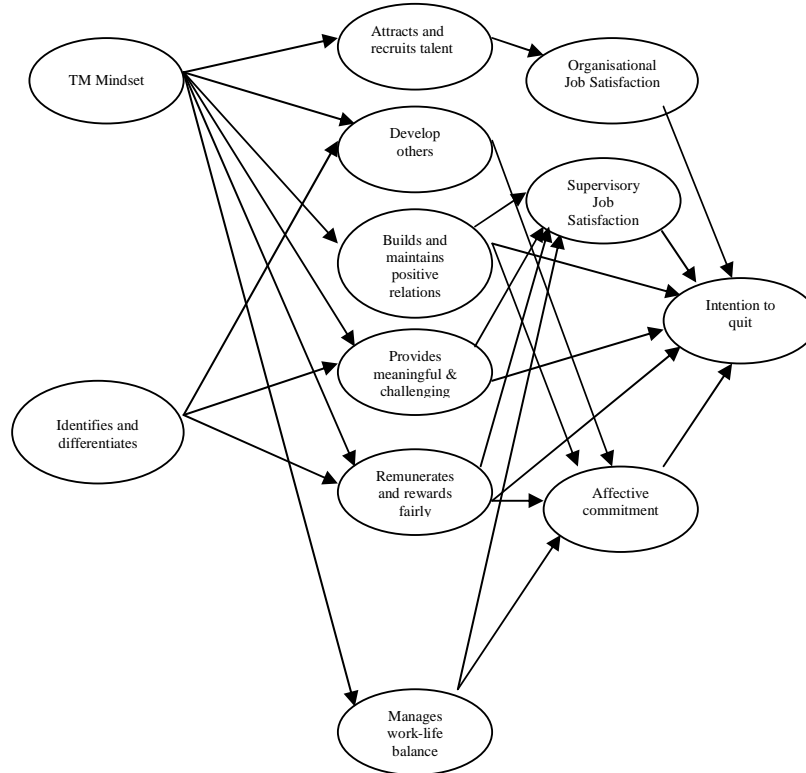 Attracts and
recruits talent
TM Mindset
Organisational
Job Satisfaction
Develop
others
Supervisory
Job
Satisfaction
Builds and
maintains
positive
relations
Intention to
quit
Provides
meaningful &
challenging
Identifies and
differentiates
Remunerates
and rewards
fairly
Affective
commitment
Manages
work-life
balance